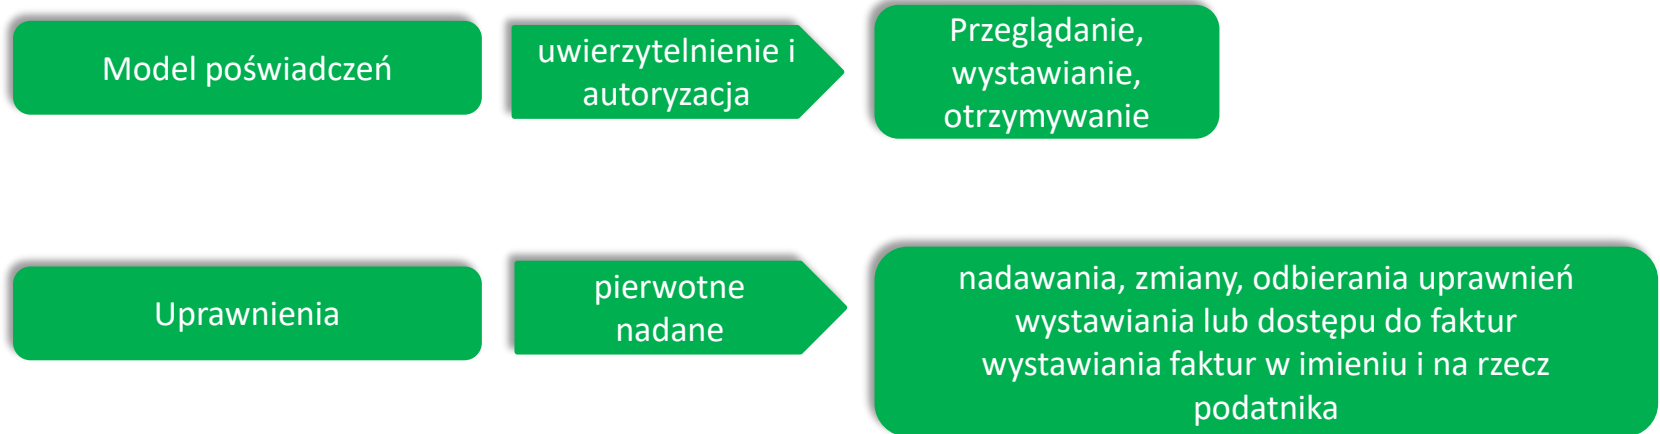 Model poświadczeń
uwierzytelnienie i
autoryzacja
Przeglądanie,
wystawianie,
otrzymywanie
Uprawnienia
pierwotne
nadane
nadawania, zmiany, odbierania uprawnień
wystawiania lub dostępu do faktur
wystawiania faktur w imieniu i na rzecz
podatnika